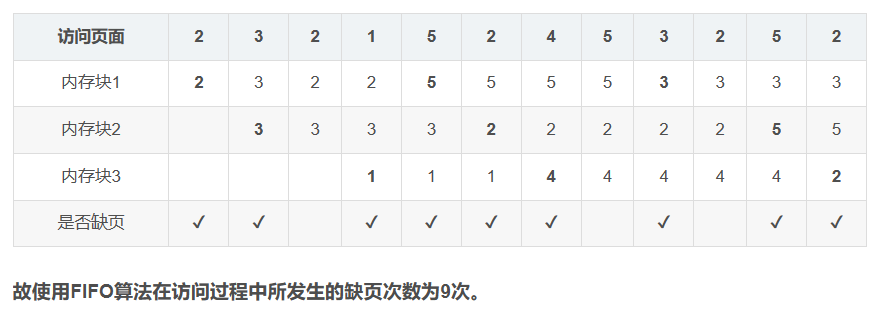 访问页面 2 3 2 1 5 2 4 5 3 2 5 2
内存块1 2 3 2 2 5 5 5 5 3 3 3 3
内存块2 3 3 3 3 2 2 2 2 2 5 5
内存块3 1 1 1 4 4 4 4 4 2
是否缺页 ✓ ✓ ✓ ✓ ✓ ✓ ✓ ✓ ✓
故使用FIFO算法在访问过程中所发生的缺页次数为9次。